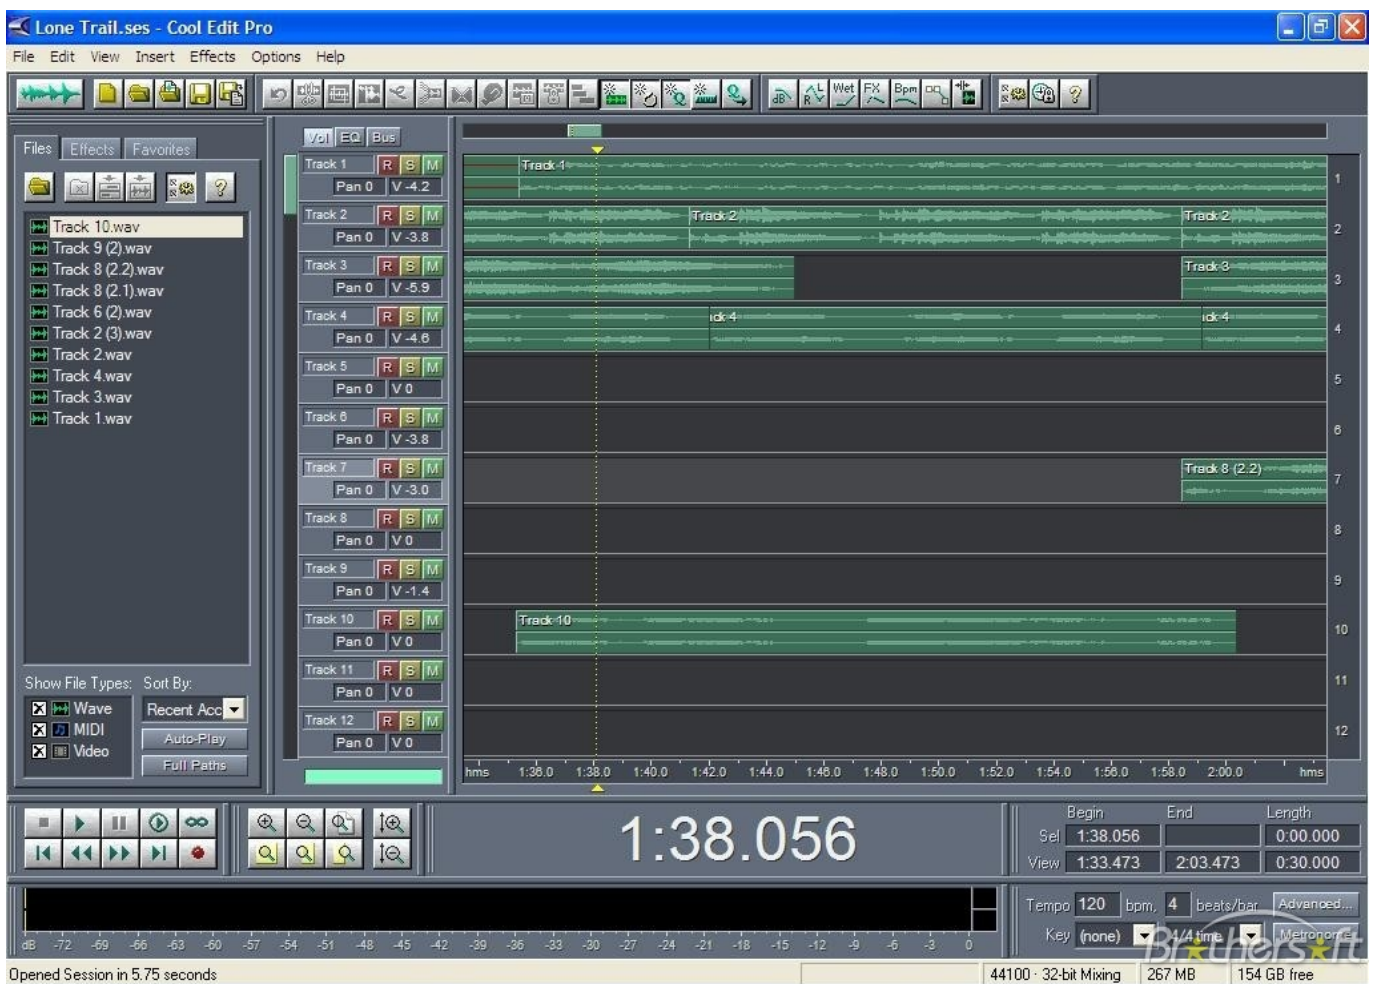 Lone Trail.ses - Cool Edit Pro
File Edit View Insert Effects Options Help
dB R L Wet FX Bpm ?
Files Effects Favorites
?
Track 10.wav
Track 9 (2).wav
Track 8 (2.2).wav
Track 8 (2.1).wav
Track 6 (2).wav
Track 2 (3).wav
Track 2.wav
Track 4.wav
Track 3.wav
Track 1.wav
Show File Types: Sort By:
Wave
MIDI
Video
Recent Acc
Auto-Play
Full Paths
Vol EQ Bus
Track 1 R S M
Pan 0 V -4.2
Track 2 R S M
Pan 0 V -3.8
Track 3 R S M
Pan 0 V -5.9
Track 4 R S M
Pan 0 V -4.6
Track 5 R S M
Pan 0 V 0
Track 6 R S M
Pan 0 V -3.8
Track 7 R S M
Pan 0 V -3.0
Track 8 R S M
Pan 0 V 0
Track 9 R S M
Pan 0 V -1.4
Track 10 R S M
Pan 0 V 0
Track 11 R S M
Pan 0 V 0
Track 12 R S M
Pan 0 V 0
Track 1 1
Track 2 Track 2 2
Track 3 3
ck 4 ck 4 4
5
6
Track 8 (2.2) 7
8
9
Track 10 10
11
12
hms 1:36.0 1:38.0 1:40.0 1:42.0 1:44.0 1:46.0 1:48.0 1:50.0 1:52.0 1:54.0 1:56.0 1:58.0 2:00.0 hms
1:38.056
Begin End Length
Sel 1:38.056 0:00.000
View 1:33.473 2:03.473 0:30.000
dB -72 -69 -66 -63 -60 -57 -54 -51 -48 -45 -42 -39 -36 -33 -30 -27 -24 -21 -18 -15 -12 -9 -6 -3 0
Tempo 120 bpm, 4 beats/bar Advanced...
Key (none) 4/4 time Metronome
Brothersoft
Opened Session in 5.75 seconds
44100 · 32-bit Mixing 267 MB 154 GB free